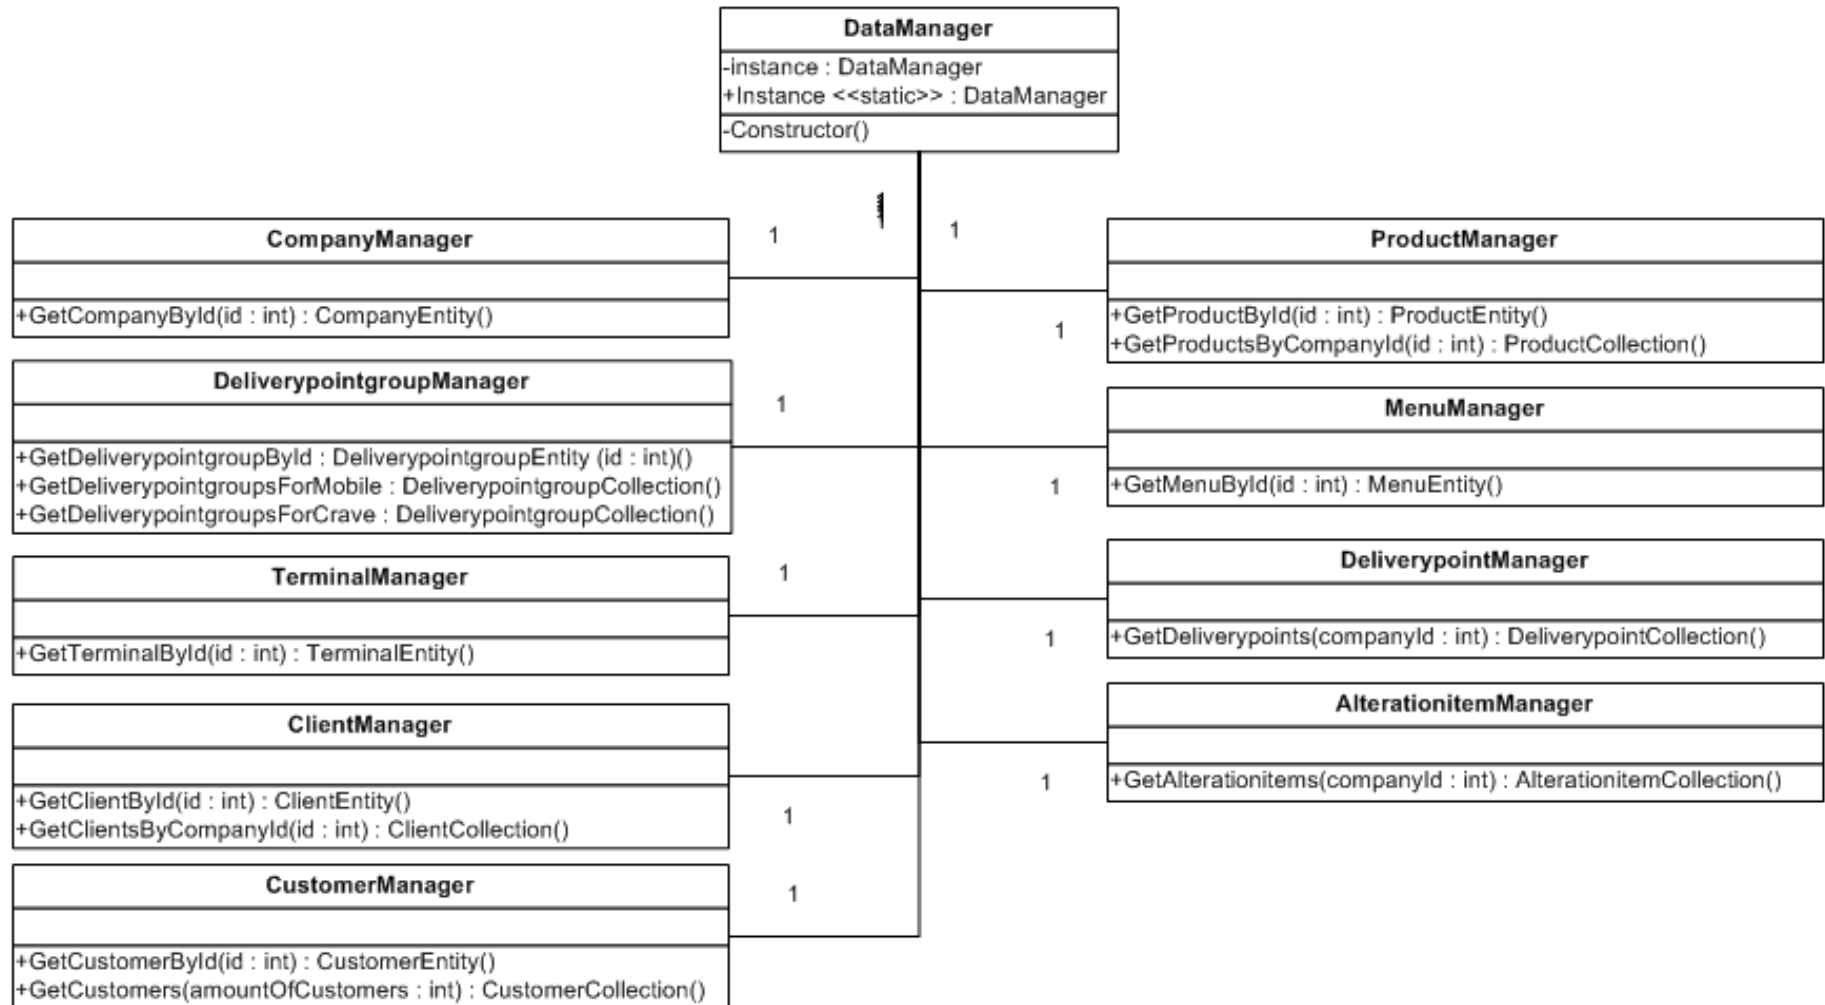 DataManager
-instance : DataManager
+Instance <<static>> : DataManager
-Constructor()
1
1
CompanyManager
+GetCompanyById(id : int) : CompanyEntity()
ProductManager
+GetProductById(id : int) : ProductEntity()
+GetProductsByCompanyId(id : int) : ProductCollection()
1
DeliverypointgroupManager
+GetDeliverypointgroupById : DeliverypointgroupEntity (id : int)()
+GetDeliverypointgroupsForMobile : DeliverypointgroupCollection()
+GetDeliverypointgroupsForCrave : DeliverypointgroupCollection()
1
MenuManager
+GetMenuById(id : int) : MenuEntity()
1
TerminalManager
+GetTerminalById(id : int) : TerminalEntity()
1
DeliverypointManager
+GetDeliverypoints(companyId : int) : DeliverypointCollection()
1
ClientManager
+GetClientById(id : int) : ClientEntity()
+GetClientsByCompanyId(id : int) : ClientCollection()
1
AlterationitemManager
+GetAlterationitems(companyId : int) : AlterationitemCollection()
1
CustomerManager
+GetCustomerById(id : int) : CustomerEntity()
+GetCustomers(amountOfCustomers : int) : CustomerCollection()
1